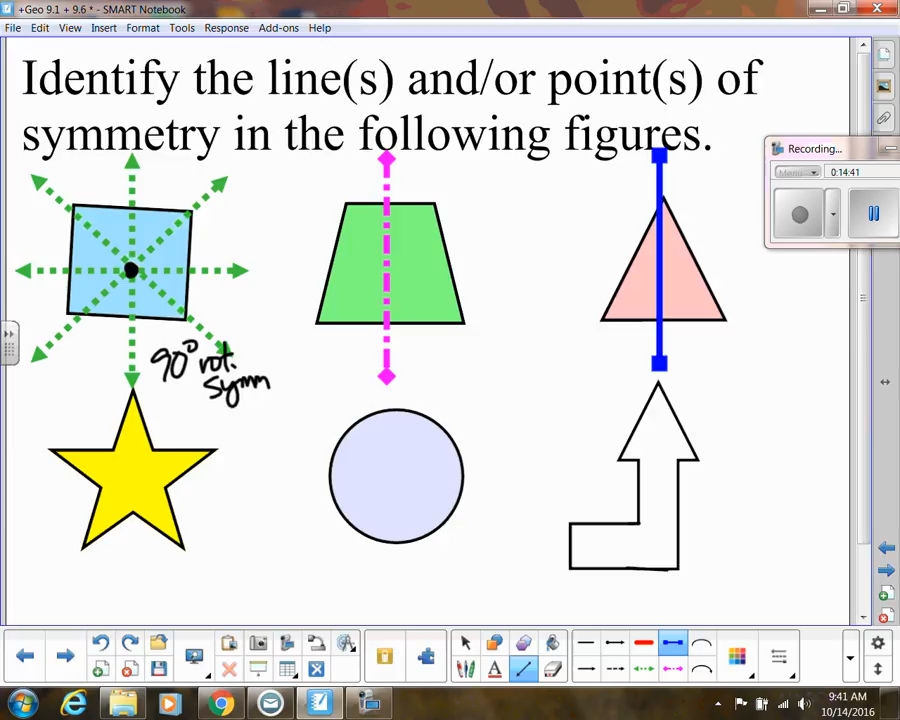 +Geo 9.1 + 9.6 * - SMART Notebook
File Edit View Insert Format Tools Response Add-ons Help
Identify the line(s) and/or point(s) of
symmetry in the following figures.
Recording...
Menu 0:14:41
90° rot.
symm
A
9:41 AM
10/14/2016